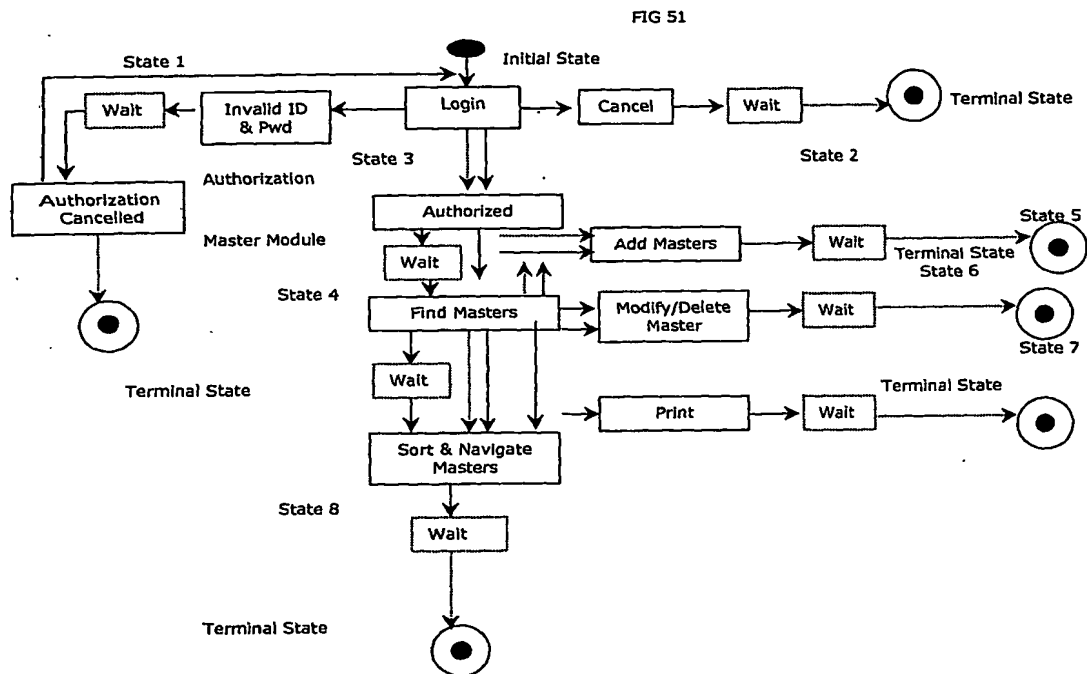 FIG 51
State 1
Initial State
Wait
Invalid ID
& Pwd
Login
Cancel
Wait
Terminal State
State 3
State 2
Authorization
Cancelled
Authorization
Authorized
Master Module
Wait
Add Masters
Wait
State 5
Terminal State
State 6
State 4
Find Masters
Modify/Delete
Master
Wait
State 7
Wait
Terminal State
Terminal State
Print
Wait
Sort & Navigate
Masters
State 8
Wait
Terminal State